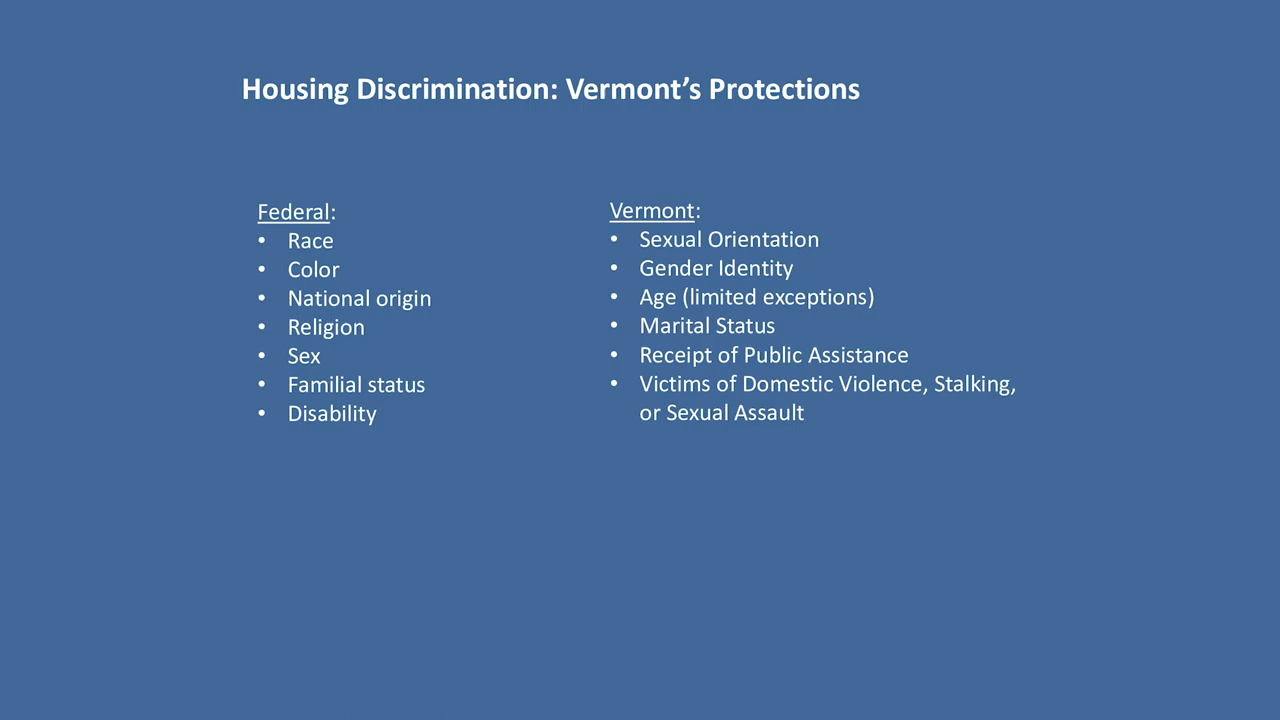 Housing Discrimination: Vermont’s Protections
Federal:
• Race
• Color
• National origin
• Religion
• Sex
• Familial status
• Disability
Vermont:
• Sexual Orientation
• Gender Identity
• Age (limited exceptions)
• Marital Status
• Receipt of Public Assistance
• Victims of Domestic Violence, Stalking,
or Sexual Assault